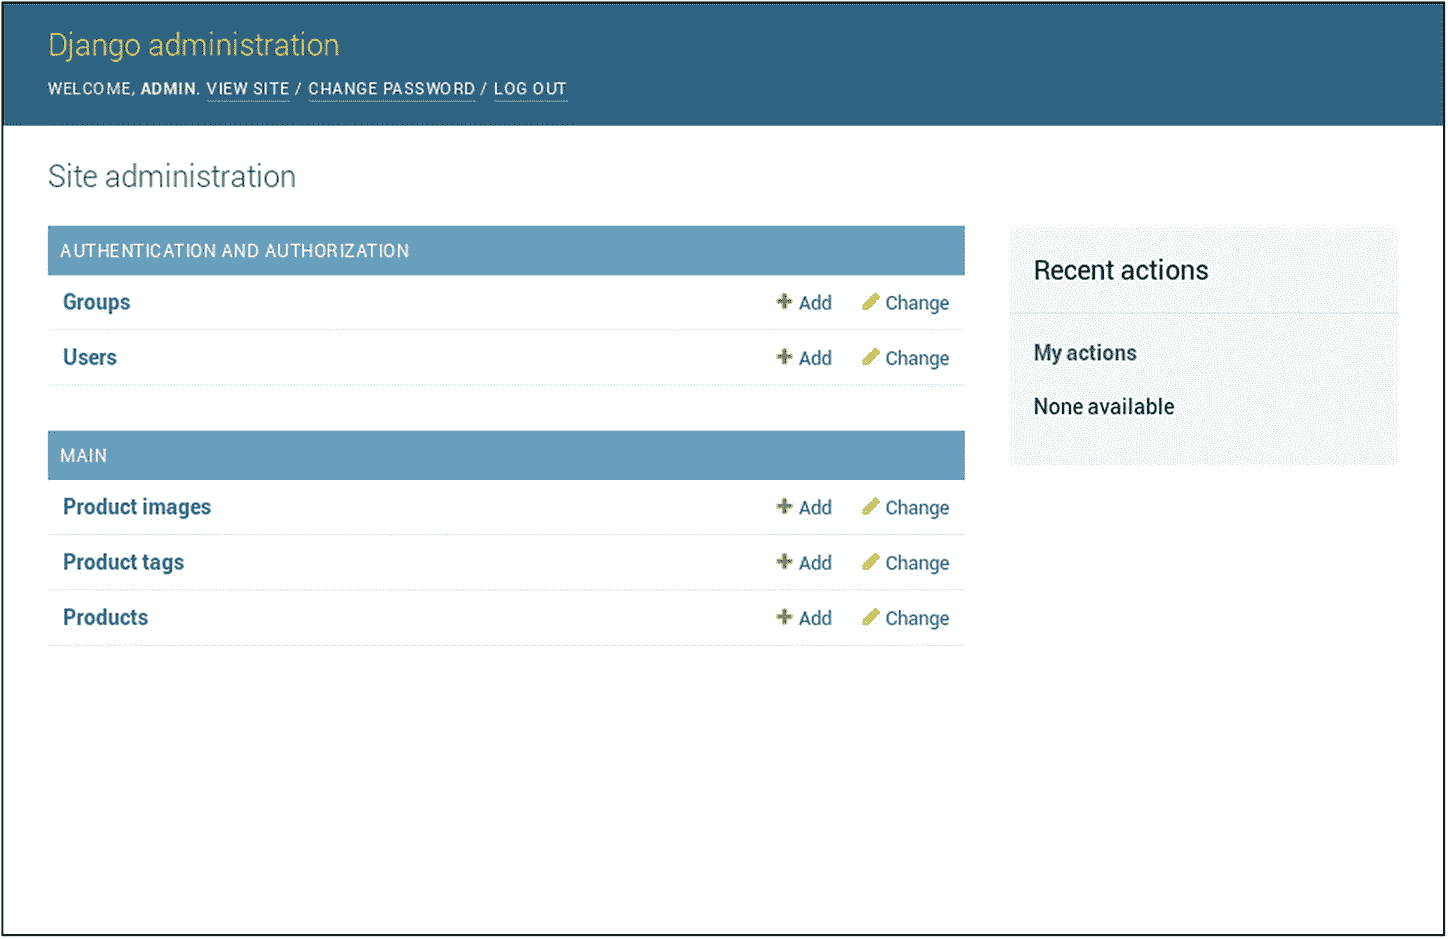 Django administration
WELCOME, ADMIN. VIEW SITE / CHANGE PASSWORD / LOG OUT
Site administration
AUTHENTICATION AND AUTHORIZATION
Groups Add Change
Users Add Change
MAIN
Product images Add Change
Product tags Add Change
Products Add Change
Recent actions
My actions
None available